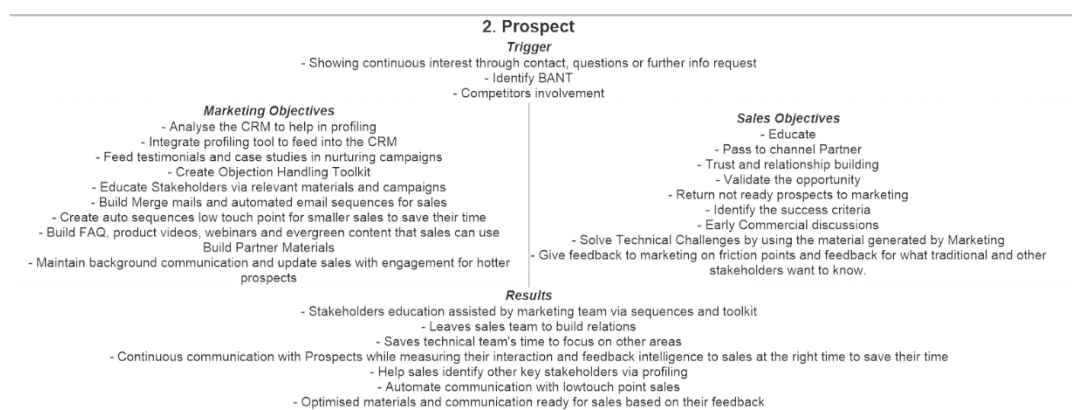 2. Prospect
Trigger
- Showing continuous interest through contact, questions or further info request
- Identify BANT
- Competitors involvement
Marketing Objectives
- Analyse the CRM to help in profiling
- Integrate profiling tool to feed into the CRM
- Feed testimonials and case studies in nurturing campaigns
- Create Objection Handling Toolkit
- Educate Stakeholders via relevant materials and campaigns
- Build Merge mails and automated email sequences for sales
- Create auto sequences low touch point for smaller sales to save their time
- Build FAQ, product videos, webinars and evergreen content that sales can use
Build Partner Materials
- Maintain background communication and update sales with engagement for hotter
prospects
Sales Objectives
- Educate
- Pass to channel Partner
- Trust and relationship building
- Validate the opportunity
- Return not ready prospects to marketing
- Identify the success criteria
- Early Commercial discussions
- Solve Technical Challenges by using the material generated by Marketing
- Give feedback to marketing on friction points and feedback for what traditional and other
stakeholders want to know.
Results
- Stakeholders education assisted by marketing team via sequences and toolkit
- Leaves sales team to build relations
- Saves technical team's time to focus on other areas
- Continuous communication with Prospects while measuring their interaction and feedback intelligence to sales at the right time to save their time
- Help sales identify other key stakeholders via profiling
- Automate communication with lowtouch point sales
- Optimised materials and communication ready for sales based on their feedback